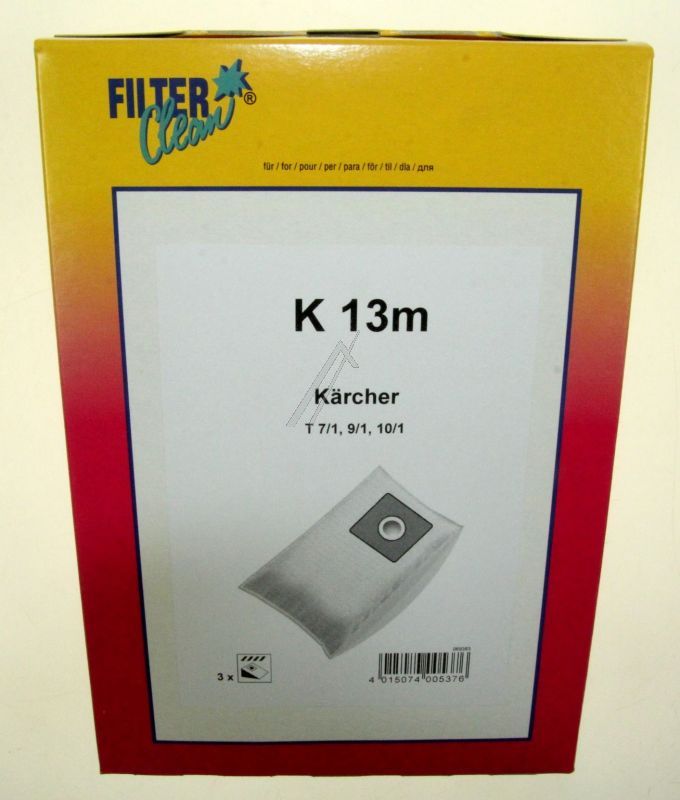 FILTER
Clean ®
für / for / pour / per / para / för / til / dla / для
K 13m
Kärcher
T 7/1, 9/1, 10/1
3 x
4 015074 005376